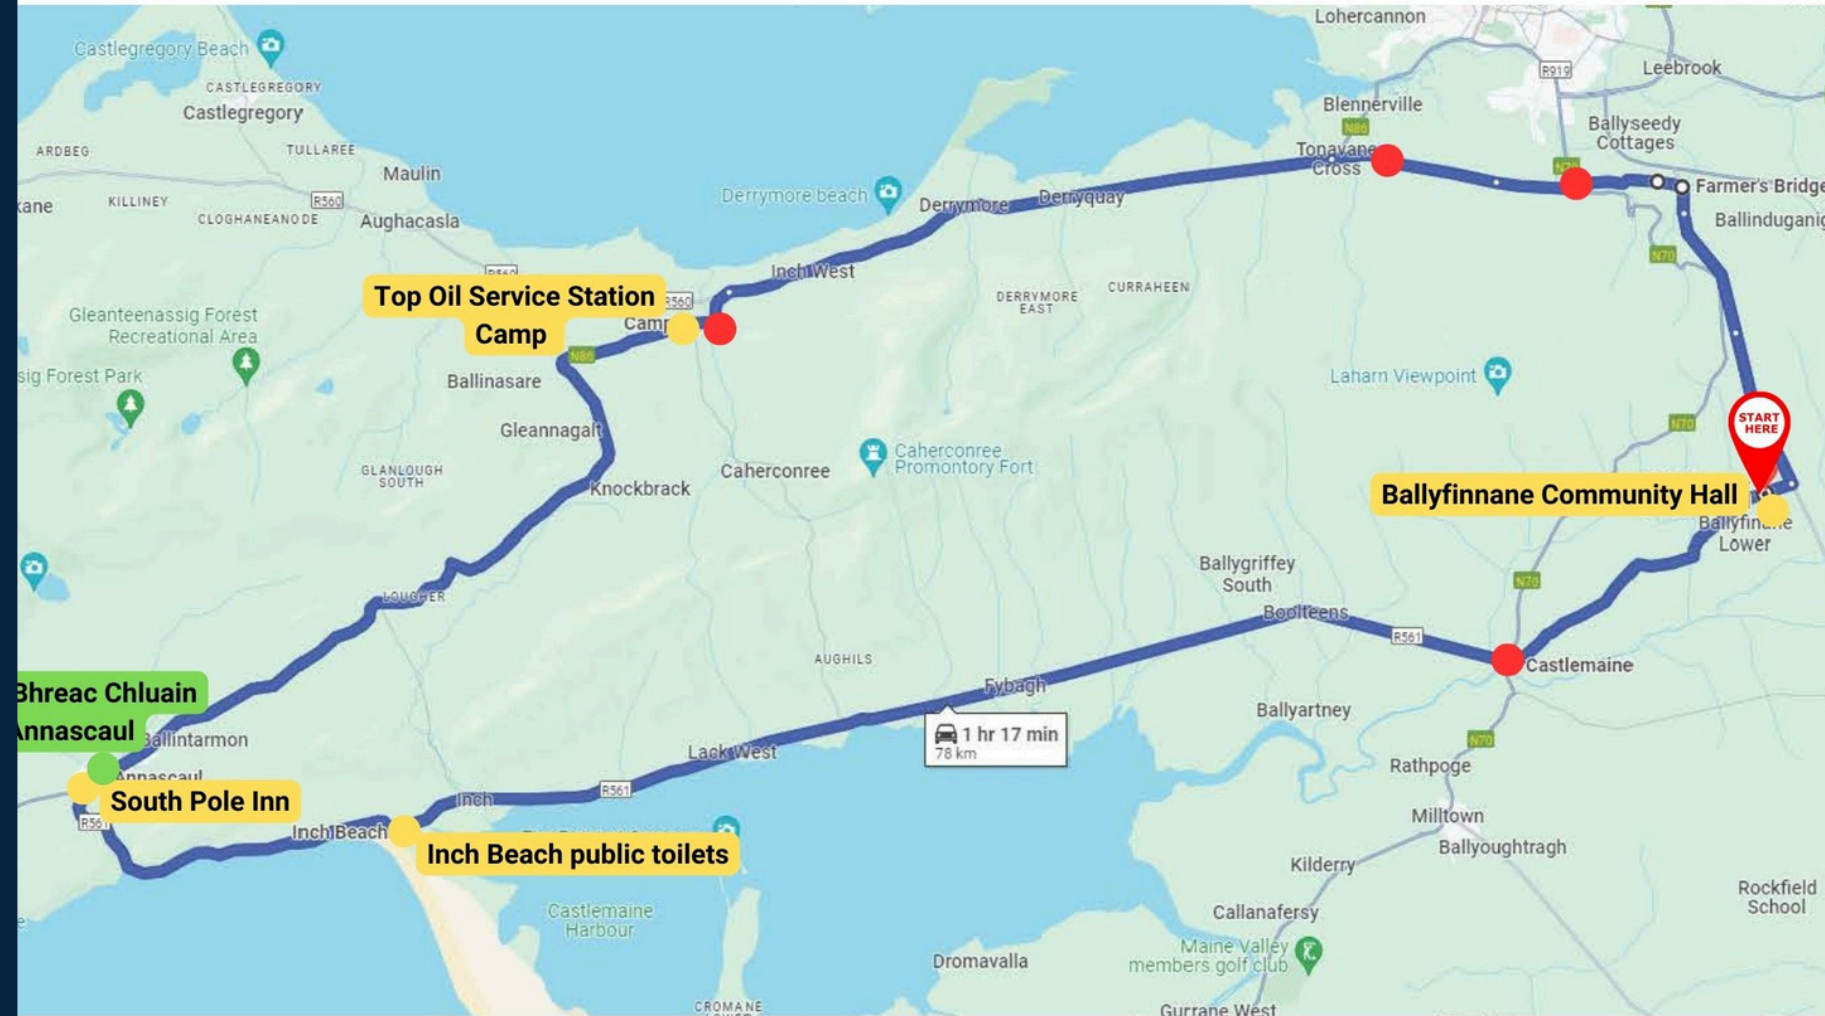 Lohercannon
Castlegregory Beach
R919
Leebrook
CASTLEGREGORY
Castlegregory
Blennerville
N86
Ballyseedy
Cottages
ARDBEG
TULLAREE
Maulin
Tonavane
Cross
N70
Farmer's Bridge
KILLINEY
R560
Derrymore beach
Derrymore
Derryquay
CLOGHANEANODE
Aughacasla
Ballinduganig
N70
Inch West
R560
Top Oil Service Station
Camp
R560
Camp
DERRYMORE
EAST
CURRAHEEN
Gleanteenassig Forest
Recreational Area
N86
sig Forest Park
Ballinasare
Laharn Viewpoint
START
HERE
N70
Gleannagalt
GLANLOUGH
SOUTH
Caherconree
Caherconree
Promontory Fort
Knockbrack
Ballyfinnane Community Hall
Ballyfinane
Lower
Ballygriffey
South
N70
LOUGHER
Boolteens
R561
AUGHILS
Castlemaine
Bhreac Chluain
Annascaul
Fybagh
Ballyartney
Ballintarmon
1 hr 17 min
78 km
Lack West
N70
Rathpoge
Annascaul
South Pole Inn
R561
Inch
R561
Milltown
Inch Beach
Inch Beach public toilets
Ballyoughtragh
Kilderry
Castlemaine
Harbour
Callanafersy
Rockfield
School
Maine Valley
members golf club
Dromavalla
CROMANE
Gurrane West